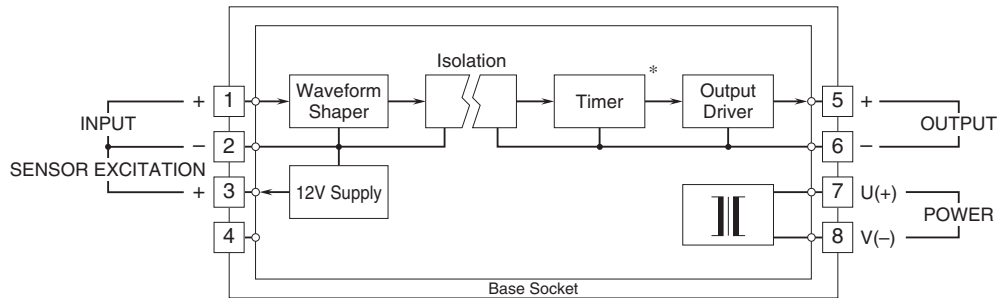 Isolation
Waveform
Shaper
Timer
*
Output
Driver
+ 1
5 +
INPUT
OUTPUT
– 2
6 –
SENSOR EXCITATION
+ 3
12V Supply
7 U(+)
POWER
4
8 V(–)
Base Socket